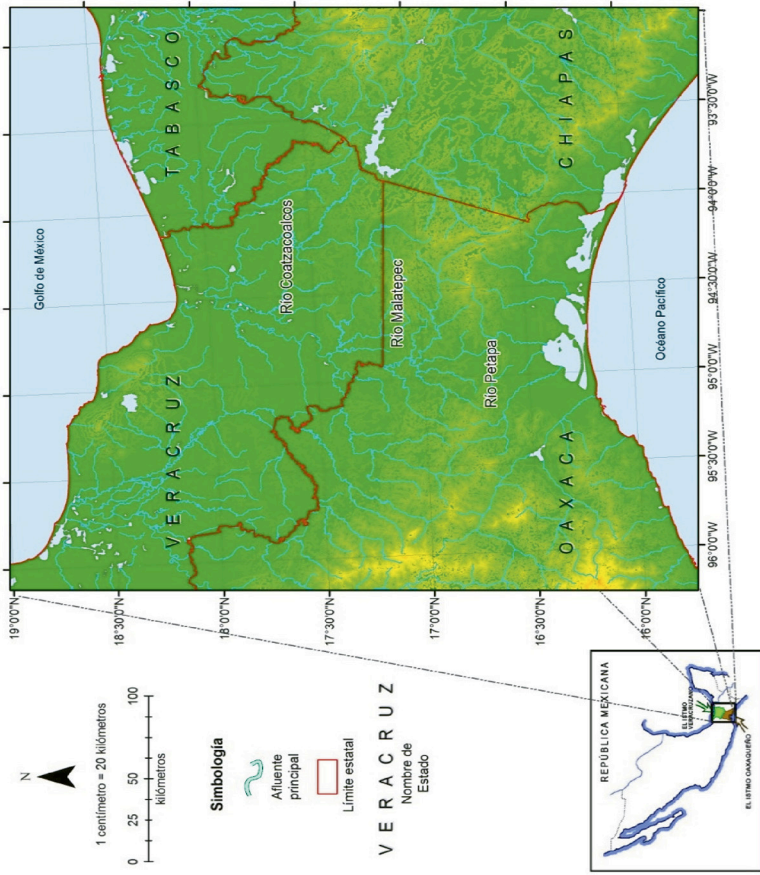 N
1 centímetro = 20 kilómetros
0 25 50 100
kilómetros
Simbología
Afluente
principal
Límite estatal
VERACRUZ
Nombre de
Estado
REPÚBLICA MEXICANA
EL ISTMO
VERACRUZANO
EL ISTMO OAXAQUEÑO
19°0'0"N
18°30'0"N
18°0'0"N
17°30'0"N
17°0'0"N
16°30'0"N
16°0'0"N
Golfo de México
VERACRUZ
TABASCO
Río Coatzacoalcos
Río Malatepec
Río Petapa
OAXACA
CHIAPAS
Océano Pacífico
96°0'0"W
95°30'0"W
95°0'0"W
94°30'0"W
94°0'0"W
93°30'0"W